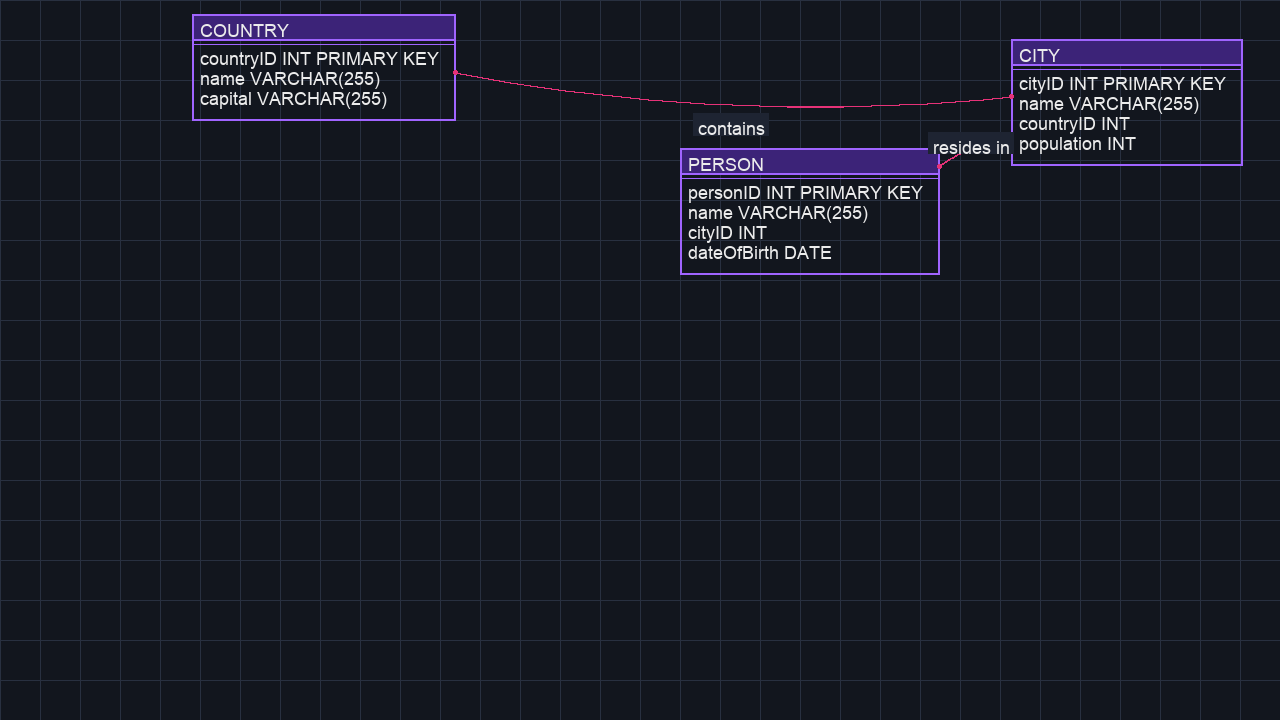 COUNTRY
countryID INT PRIMARY KEY
name VARCHAR(255)
capital VARCHAR(255)
CITY
cityID INT PRIMARY KEY
name VARCHAR(255)
countryID INT
population INT
contains
resides in
PERSON
personID INT PRIMARY KEY
name VARCHAR(255)
cityID INT
dateOfBirth DATE